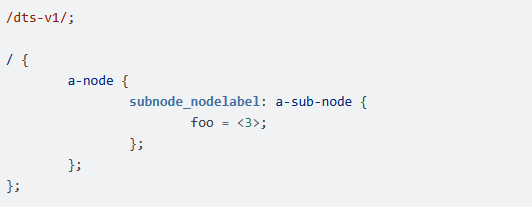 /dts-v1/;

/ {
        a-node {
                subnode_nodelabel: a-sub-node {
                        foo = <3>;
                };
        };
};